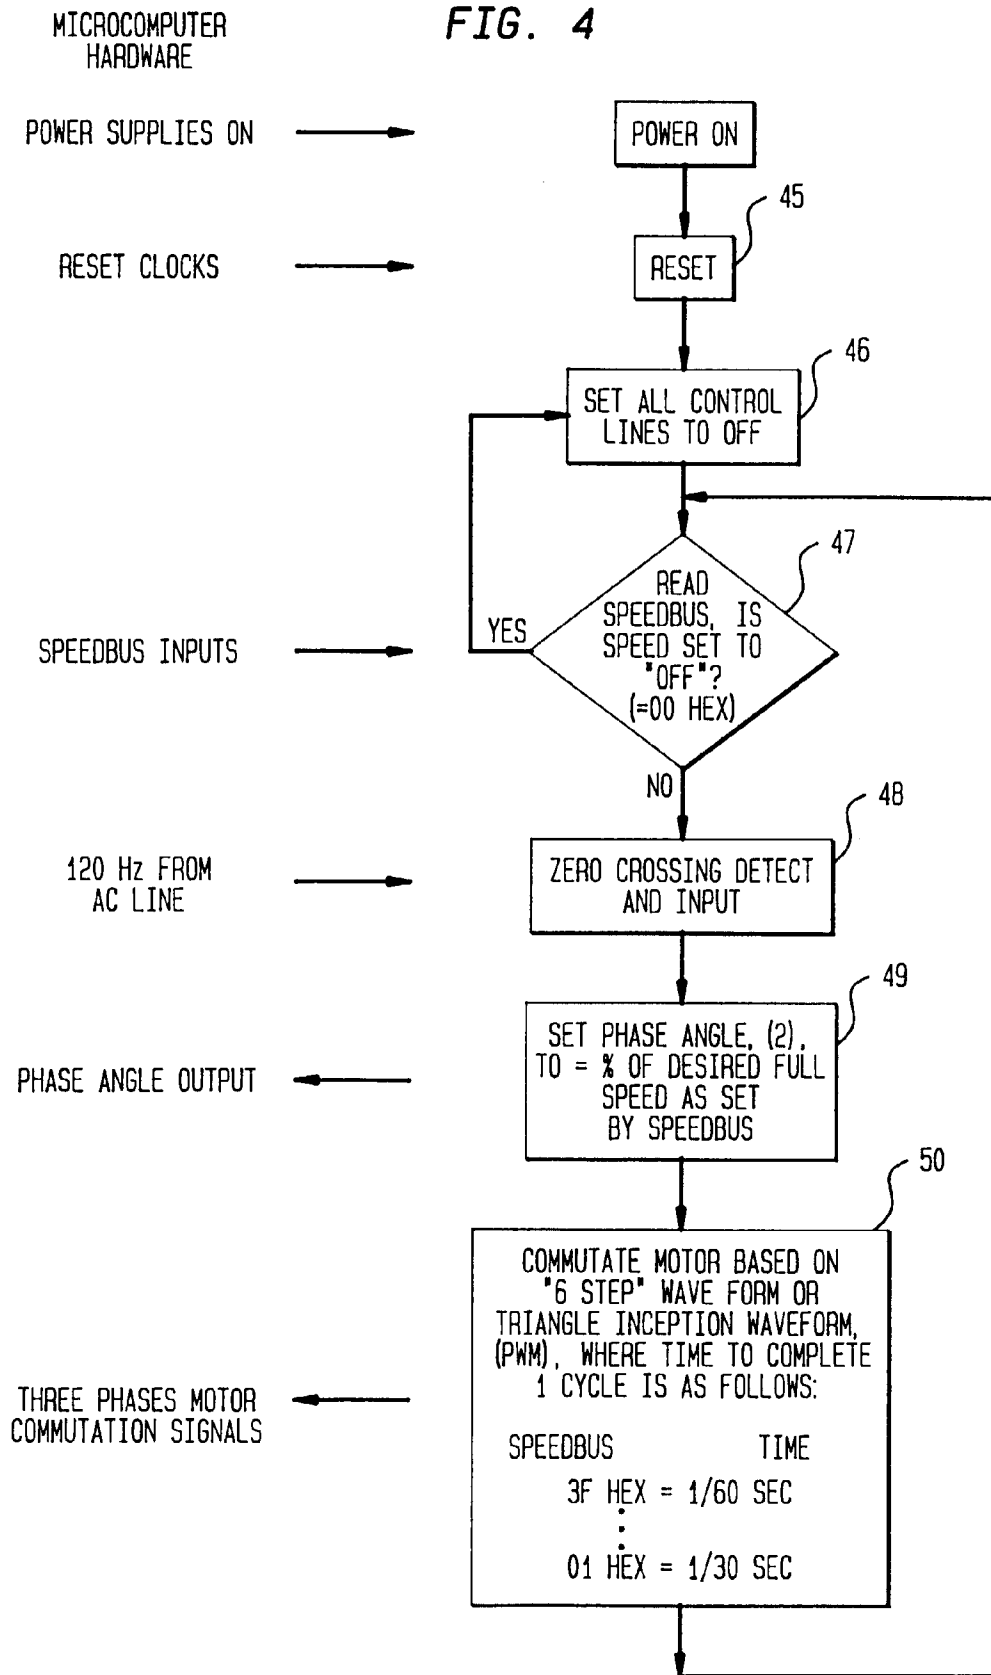 FIG. 4
MICROCOMPUTER
HARDWARE
POWER SUPPLIES ON
POWER ON
45
RESET CLOCKS
RESET
46
SET ALL CONTROL
LINES TO OFF
47
SPEEDBUS INPUTS
YES
READ
SPEEDBUS, IS
SPEED SET TO
"OFF"?
(=00 HEX)
NO
48
120 Hz FROM
AC LINE
ZERO CROSSING DETECT
AND INPUT
49
PHASE ANGLE OUTPUT
SET PHASE ANGLE, (2),
TO = % OF DESIRED FULL
SPEED AS SET
BY SPEEDBUS
50
THREE PHASES MOTOR
COMMUTATION SIGNALS
COMMUTATE MOTOR BASED ON
"6 STEP" WAVE FORM OR
TRIANGLE INCEPTION WAVEFORM,
(PWM), WHERE TIME TO COMPLETE
1 CYCLE IS AS FOLLOWS:
SPEEDBUS TIME
3F HEX = 1/60 SEC
01 HEX = 1/30 SEC